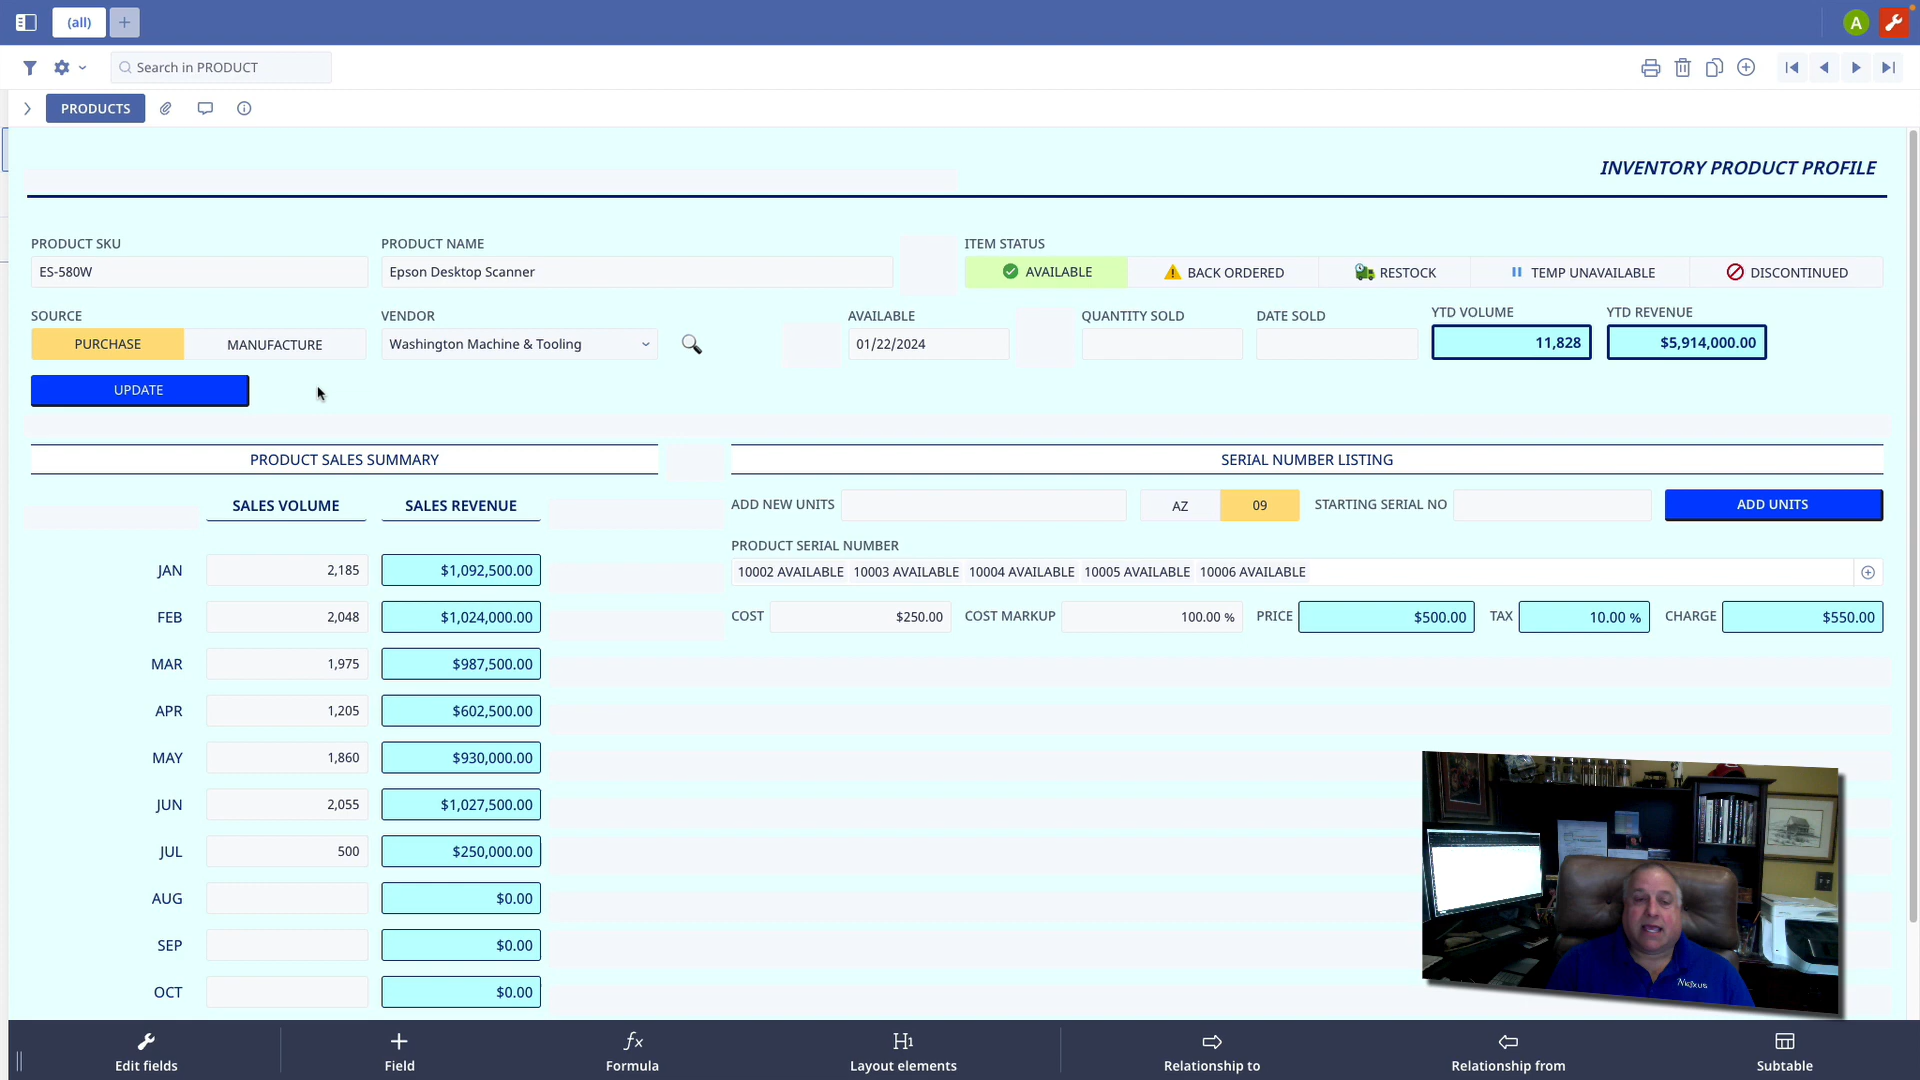 (all)
A
Search in PRODUCT
PRODUCTS
INVENTORY PRODUCT PROFILE
PRODUCT SKU PRODUCT NAME ITEM STATUS
ES-580W Epson Desktop Scanner AVAILABLE BACK ORDERED RESTOCK TEMP UNAVAILABLE DISCONTINUED
SOURCE VENDOR AVAILABLE QUANTITY SOLD DATE SOLD YTD VOLUME YTD REVENUE
PURCHASE MANUFACTURE Washington Machine & Tooling 01/22/2024 11,828 $5,914,000.00
UPDATE
PRODUCT SALES SUMMARY SERIAL NUMBER LISTING
SALES VOLUME SALES REVENUE ADD NEW UNITS AZ 09 STARTING SERIAL NO ADD UNITS
PRODUCT SERIAL NUMBER
JAN 2,185 $1,092,500.00 10002 AVAILABLE 10003 AVAILABLE 10004 AVAILABLE 10005 AVAILABLE 10006 AVAILABLE
FEB 2,048 $1,024,000.00 COST $250.00 COST MARKUP 100.00 % PRICE $500.00 TAX 10.00 % CHARGE $550.00
MAR 1,975 $987,500.00
APR 1,205 $602,500.00
MAY 1,860 $930,000.00
JUN 2,055 $1,027,500.00
JUL 500 $250,000.00
AUG $0.00
SEP $0.00
OCT $0.00
Edit fields Field fx Formula H1 Layout elements Relationship to Relationship from Subtable